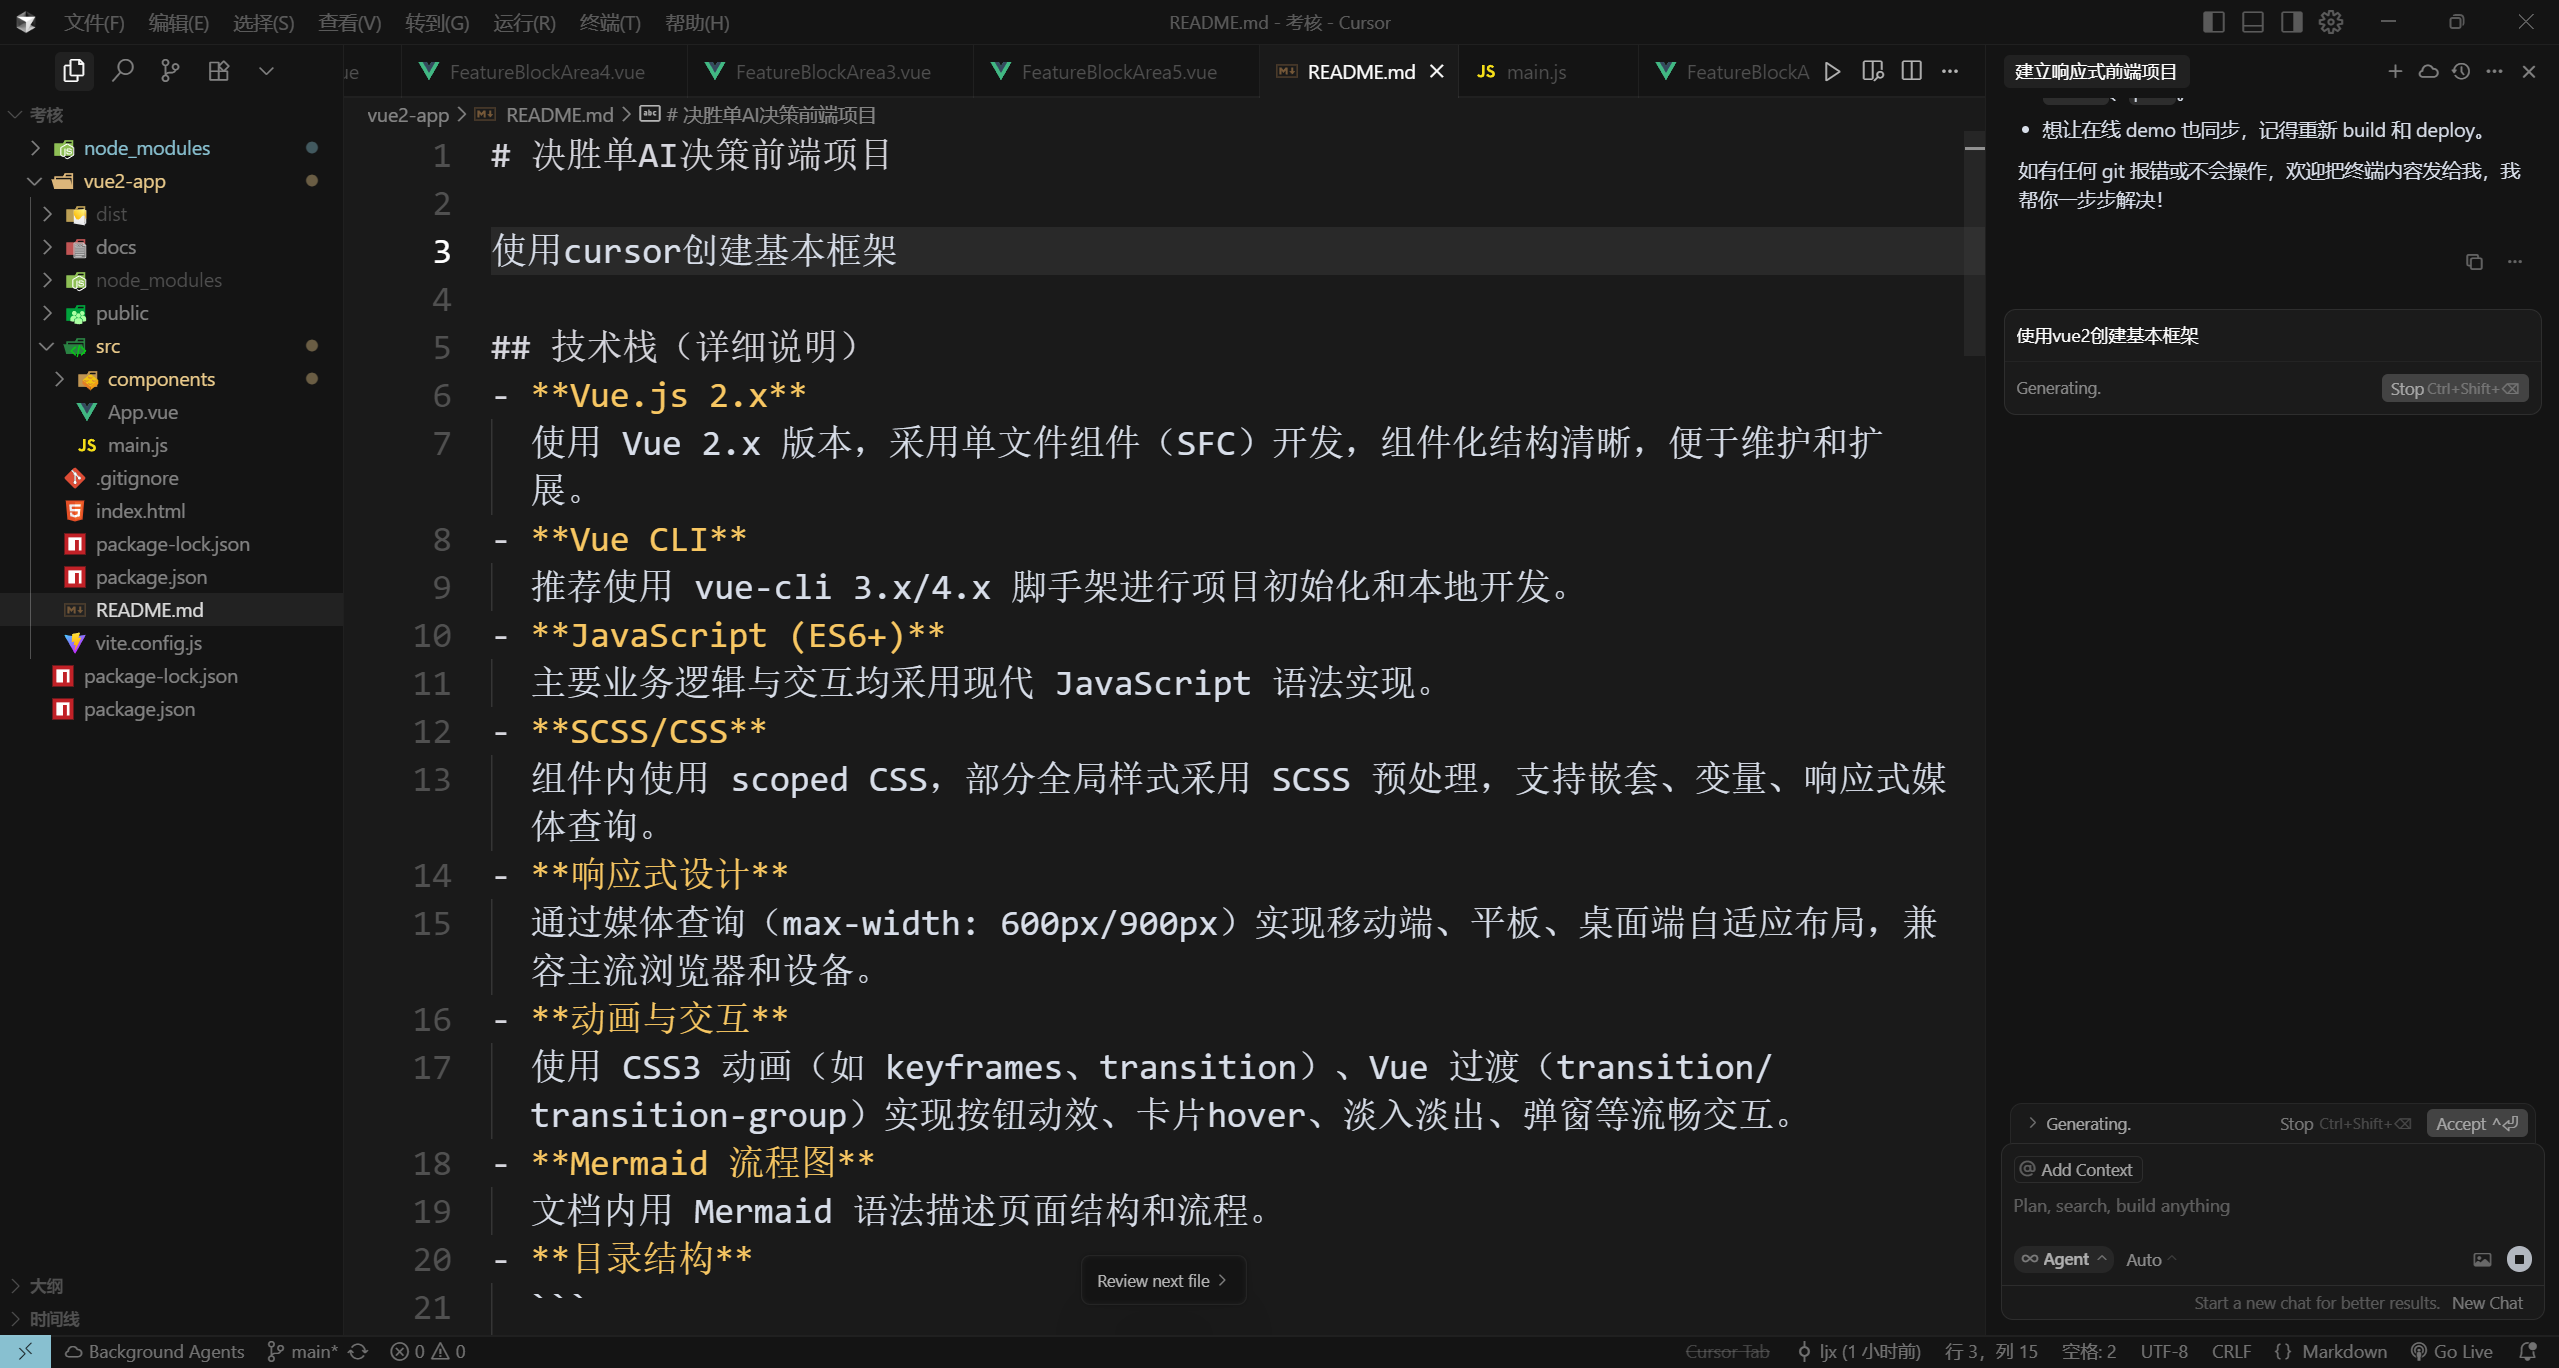 文件(F) 编辑(E) 选择(S) 查看(V) 转到(G) 运行(R) 终端(T) 帮助(H)
README.md - 考核 - Cursor
FeatureBlockArea4.vue FeatureBlockArea3.vue FeatureBlockArea5.vue README.md main.js FeatureBlockA
考核
node_modules
vue2-app
dist
docs
node_modules
public
src
components
App.vue
main.js
.gitignore
index.html
package-lock.json
package.json
README.md
vite.config.js
package-lock.json
package.json
大纲
时间线
vue2-app > README.md > # 决胜单AI决策前端项目
1 # 决胜单AI决策前端项目
2
3 使用cursor创建基本框架
4
5 ## 技术栈（详细说明）
6 - **Vue.js 2.x**
7 使用 Vue 2.x 版本，采用单文件组件（SFC）开发，组件化结构清晰，便于维护和扩
展。
8 - **Vue CLI**
9 推荐使用 vue-cli 3.x/4.x 脚手架进行项目初始化和本地开发。
10 - **JavaScript (ES6+)**
11 主要业务逻辑与交互均采用现代 JavaScript 语法实现。
12 - **SCSS/CSS**
13 组件内使用 scoped CSS，部分全局样式采用 SCSS 预处理，支持嵌套、变量、响应式媒
体查询。
14 - **响应式设计**
15 通过媒体查询（max-width: 600px/900px）实现移动端、平板、桌面端自适应布局，兼
容主流浏览器和设备。
16 - **动画与交互**
17 使用 CSS3 动画（如 keyframes、transition）、Vue 过渡（transition/
transition-group）实现按钮动效、卡片hover、淡入淡出、弹窗等流畅交互。
18 - **Mermaid 流程图**
19 文档内用 Mermaid 语法描述页面结构和流程。
20 - **目录结构**
21 ```
Review next file >
建立响应式前端项目
• 想让在线 demo 也同步，记得重新 build 和 deploy。
如有任何 git 报错或不会操作，欢迎把终端内容发给我，我
帮你一步步解决！
使用vue2创建基本框架
Generating.
Stop Ctrl+Shift+⌫
> Generating. Stop Ctrl+Shift+⌫ Accept ^⏎
@ Add Context
Plan, search, build anything
∞ Agent ^ Auto ^
Start a new chat for better results. New Chat
Background Agents main* 0 0 Cursor Tab ljx (1 小时前) 行 3，列 15 空格: 2 UTF-8 CRLF {} Markdown Go Live